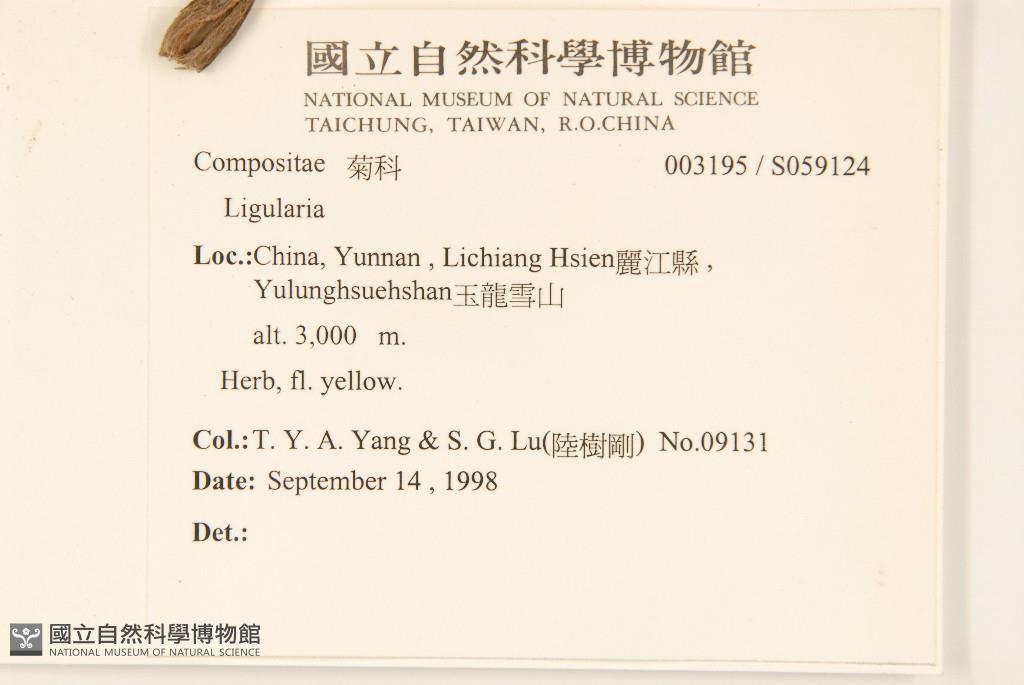 國立自然科學博物館
NATIONAL MUSEUM OF NATURAL SCIENCE
TAICHUNG, TAIWAN, R.O.CHINA
Compositae 菊科 003195 / S059124
Ligularia
Loc.:China, Yunnan , Lichiang Hsien麗江縣 ,
Yulunghsuehshan玉龍雪山
alt. 3,000 m.
Herb, fl. yellow.
Col.:T. Y. A. Yang & S. G. Lu(陸樹剛) No.09131
Date: September 14 , 1998
Det.:
國立自然科學博物館
NATIONAL MUSEUM OF NATURAL SCIENCE